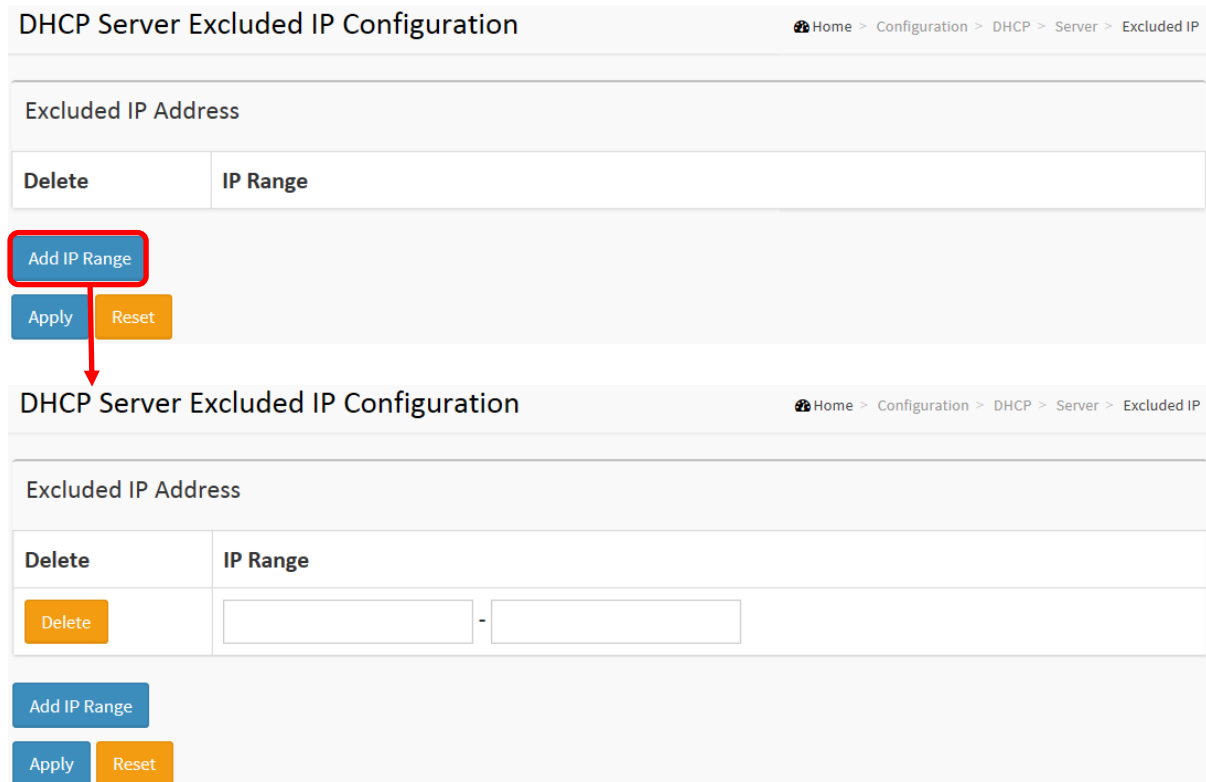 DHCP Server Excluded IP Configuration
Home > Configuration > DHCP > Server > Excluded IP
Excluded IP Address
Delete IP Range
Add IP Range
Apply Reset
DHCP Server Excluded IP Configuration
Home > Configuration > DHCP > Server > Excluded IP
Excluded IP Address
Delete IP Range
Delete -
Add IP Range
Apply Reset